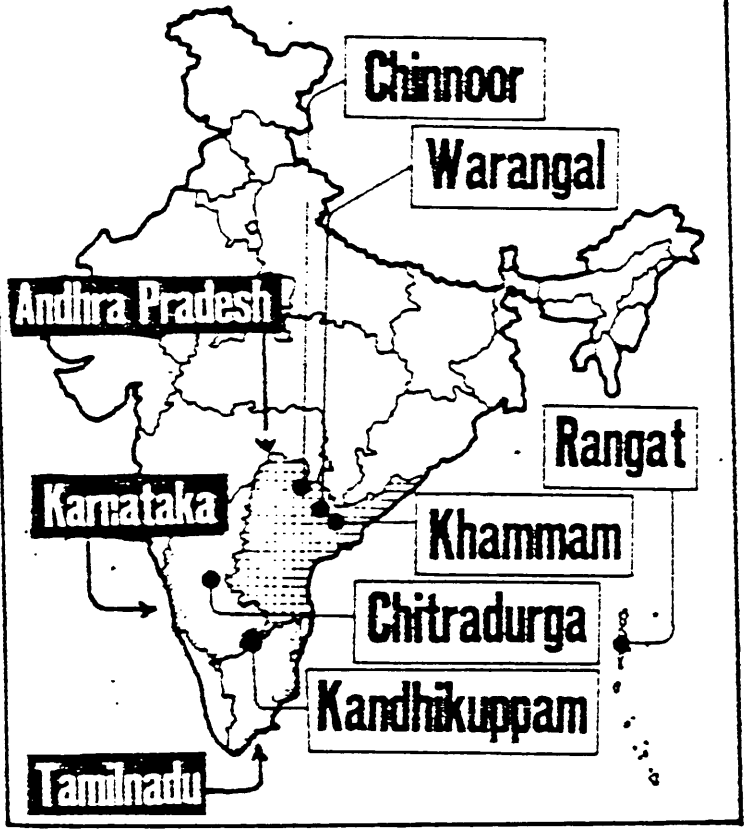 Chinnoor
Warangal
Andhra Pradesh
Rangat
Karnataka
Khammam
Chitradurga
Kandhikuppam
Tamilnadu